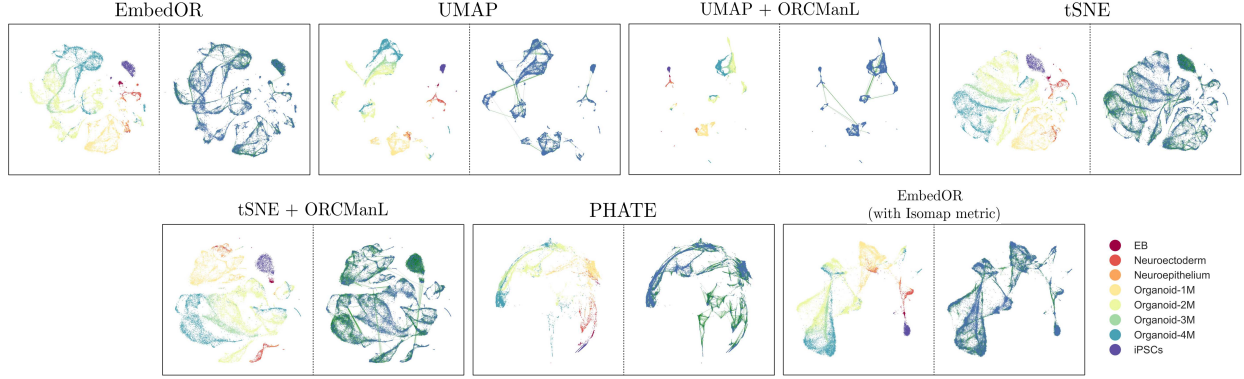 EmbedOR
UMAP
UMAP + ORCManL
tSNE
tSNE + ORCManL
PHATE
EmbedOR
(with Isomap metric)
EB
Neuroectoderm
Neuroepithelium
Organoid-1M
Organoid-2M
Organoid-3M
Organoid-4M
iPSCs